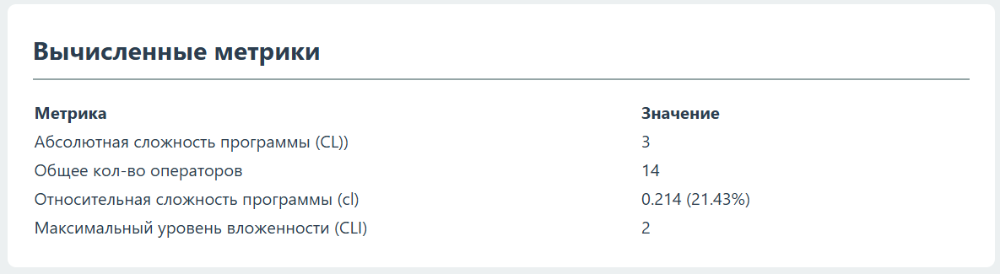 Вычисленные метрики
Метрика Значение
Абсолютная сложность программы (CL)) 3
Общее кол-во операторов 14
Относительная сложность программы (cl) 0.214 (21.43%)
Максимальный уровень вложенности (CLI) 2